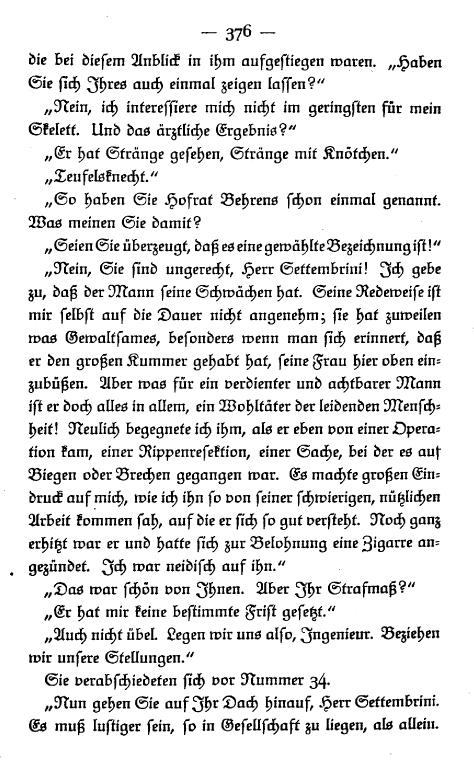 — 376 —
die bei diesem Anblick in ihm aufgestiegen waren. „Haben
Sie sich Ihres auch einmal zeigen lassen?“
„Nein, ich interessiere mich nicht im geringsten für mein
Skelett. Und das ärztliche Ergebnis?“
„Er hat Stränge gesehen, Stränge mit Knötchen.“
„Teufelsknecht.“
„So haben Sie Hofrat Behrens schon einmal genannt.
Was meinen Sie damit?
„Seien Sie überzeugt, daß es eine gewählte Bezeichnung ist!“
„Nein, Sie sind ungerecht, Herr Settembrini! Ich gebe
zu, daß der Mann seine Schwächen hat. Seine Redeweise ist
mir selbst auf die Dauer nicht angenehm; sie hat zuweilen
was Gewaltsames, besonders wenn man sich erinnert, daß
er den großen Kummer gehabt hat, seine Frau hier oben ein-
zubüßen. Aber was für ein verdienter und achtbarer Mann
ist er doch alles in allem, ein Wohltäter der leidenden Mensch-
heit! Neulich begegnete ich ihm, als er eben von einer Opera-
tion kam, einer Rippenresektion, einer Sache, bei der es auf
Biegen oder Brechen gegangen war. Es machte großen Ein-
druck auf mich, wie ich ihn so von seiner schwierigen, nützlichen
Arbeit kommen sah, auf die er sich so gut versteht. Noch ganz
erhitzt war er und hatte sich zur Belohnung eine Zigarre an-
gezündet. Ich war neidisch auf ihn.“
„Das war schön von Ihnen. Aber Ihr Strafmaß?“
„Er hat mir keine bestimmte Frist gesetzt.“
„Auch nicht übel. Legen wir uns also, Ingenieur. Beziehen
wir unsere Stellungen.“
Sie verabschiedeten sich vor Nummer 34.
„Nun gehen Sie auf Ihr Dach hinauf, Herr Settembrini.
Es muß lustiger sein, so in Gesellschaft zu liegen, als allein.